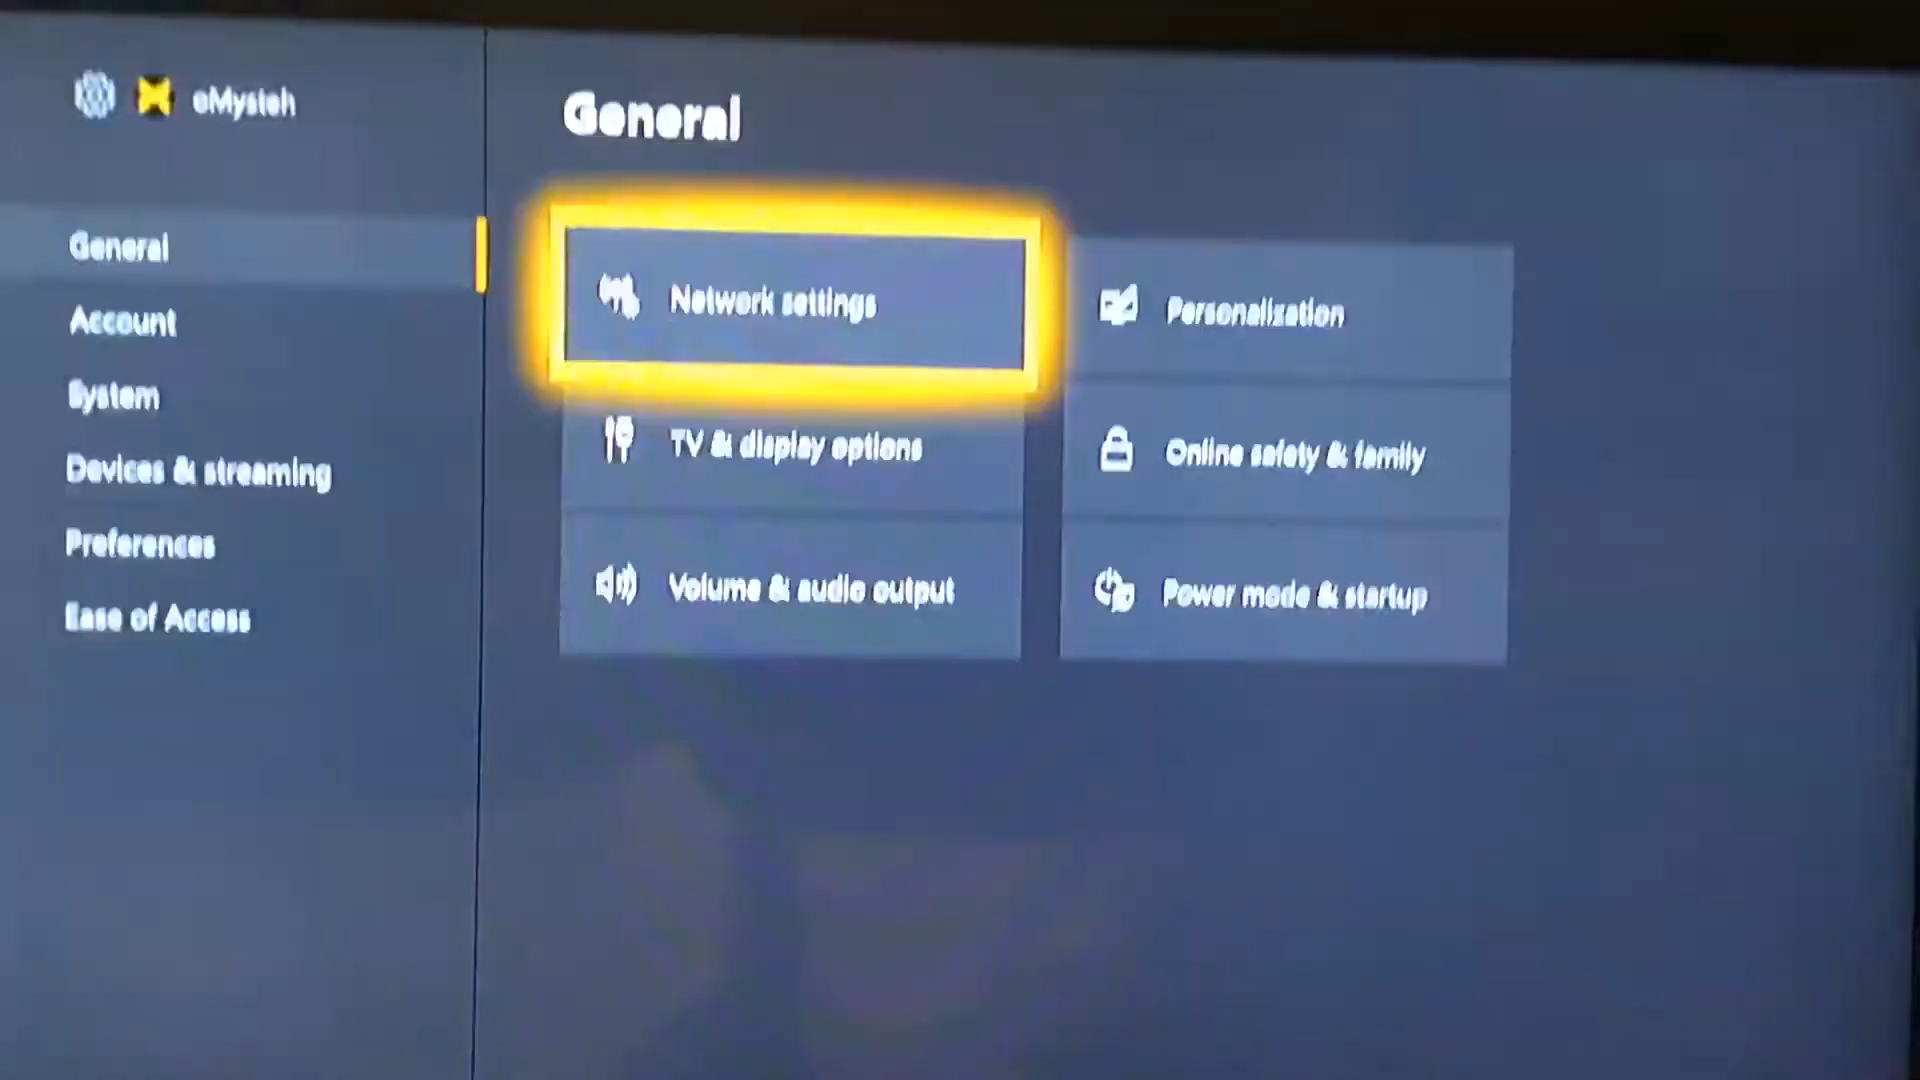 eMysteh
General
Account
System
Devices & streaming
Preferences
Ease of Access
General
Network settings
TV & display options
Volume & audio output
Personalization
Online safety & family
Power mode & startup